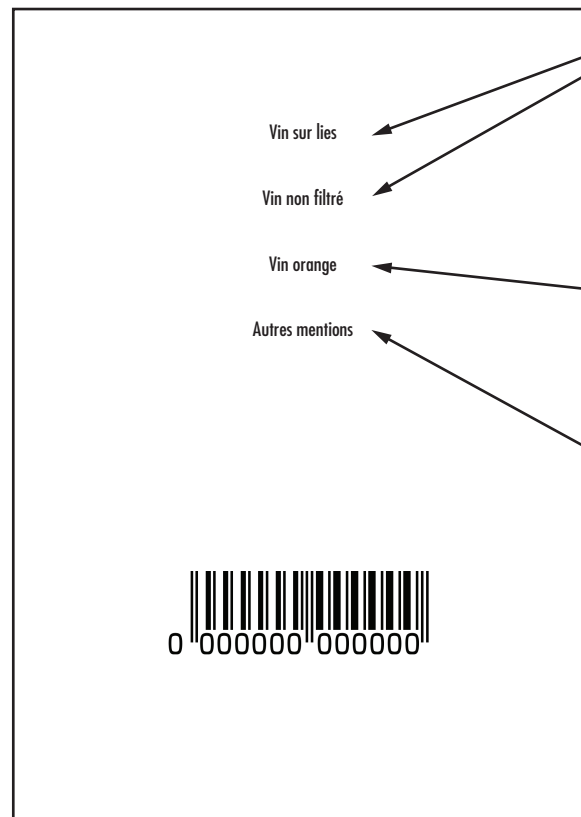 Vin sur lies
Vin non filtré
Vin orange
Autres mentions
0 000000 000000